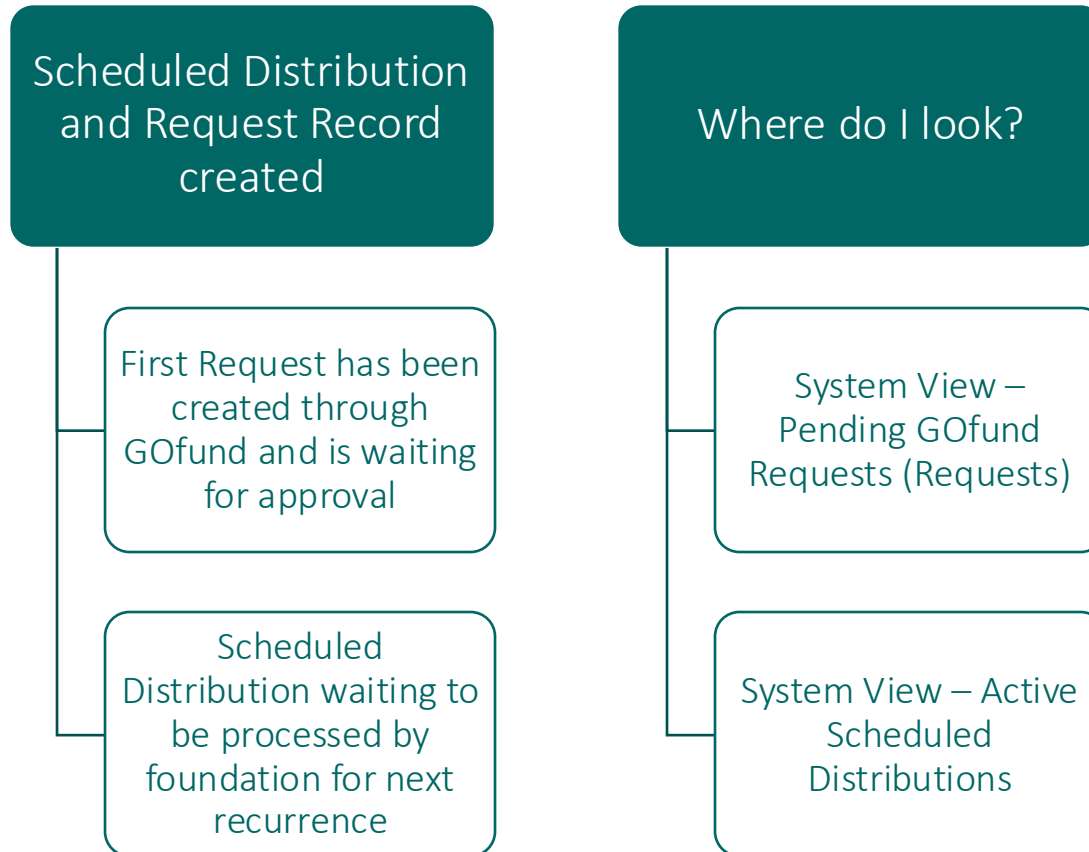 Scheduled Distribution
and Request Record
created
First Request has been
created through
GOfund and is waiting
for approval
Scheduled
Distribution waiting to
be processed by
foundation for next
recurrence
Where do I look?
System View –
Pending GOfund
Requests (Requests)
System View – Active
Scheduled
Distributions